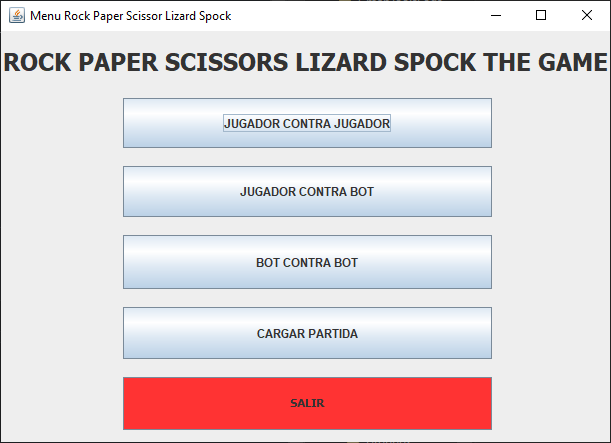 Menu Rock Paper Scissor Lizard Spock
ROCK PAPER SCISSORS LIZARD SPOCK THE GAME
JUGADOR CONTRA JUGADOR
JUGADOR CONTRA BOT
BOT CONTRA BOT
CARGAR PARTIDA
SALIR